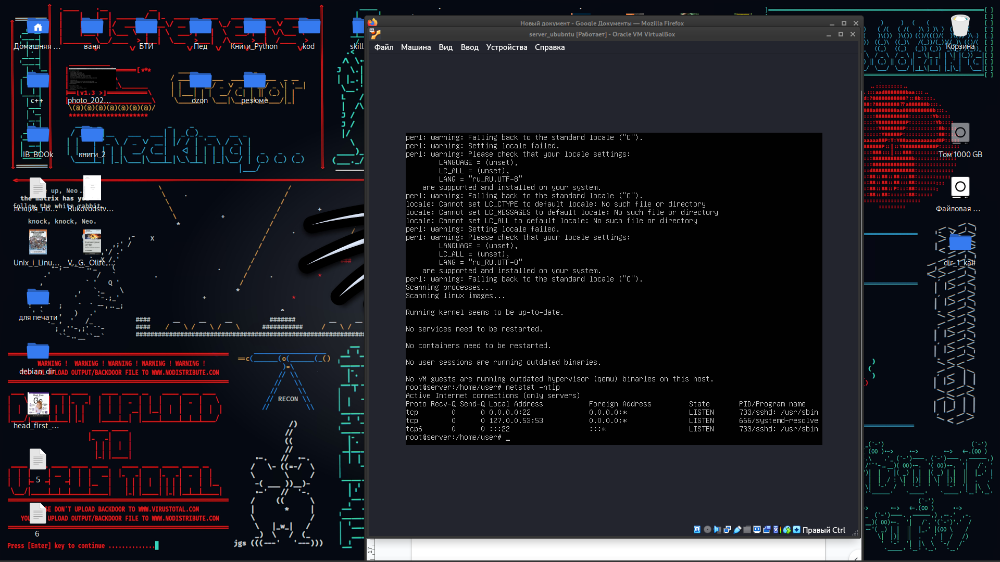 Новый документ - Google Документы — Mozilla Firefox
server_ububntu [Работает] - Oracle VM VirtualBox
Файл Машина Вид Ввод Устройства Справка
perl: warning: Falling back to the standard locale ("C").
perl: warning: Setting locale failed.
perl: warning: Please check that your locale settings:
LANGUAGE = (unset),
LC_ALL = (unset),
LANG = "ru_RU.UTF-8"
are supported and installed on your system.
perl: warning: Falling back to the standard locale ("C").
locale: Cannot set LC_CTYPE to default locale: No such file or directory
locale: Cannot set LC_MESSAGES to default locale: No such file or directory
locale: Cannot set LC_ALL to default locale: No such file or directory
perl: warning: Setting locale failed.
perl: warning: Please check that your locale settings:
LANGUAGE = (unset),
LC_ALL = (unset),
LANG = "ru_RU.UTF-8"
are supported and installed on your system.
perl: warning: Falling back to the standard locale ("C").
Scanning processes...
Scanning linux images...
Running kernel seems to be up-to-date.
No services need to be restarted.
No containers need to be restarted.
No user sessions are running outdated binaries.
No VM guests are running outdated hypervisor (qemu) binaries on this host.
root@server:/home/user# netstat -ntlp
Active Internet connections (only servers)
Proto Recv-Q Send-Q Local Address Foreign Address State PID/Program name
tcp 0 0 0.0.0.0:22 0.0.0.0:* LISTEN 733/sshd: /usr/sbin
tcp 0 0 127.0.0.53:53 0.0.0.0:* LISTEN 666/systemd-resolve
tcp6 0 0 :::22 :::* LISTEN 733/sshd: /usr/sbin
root@server:/home/user# _
Правый Ctrl
17
Домашняя ...
ваня
БТИ
Пед
Книги_Python
kod
skill
c++
photo_202...
ozon
резюме
[v1.3 >]
IB_BOOk
книги_2
up, Neo.
the matrix has yo
follow the white rabbit.
лекция_по...
Rukovodstv...
knock, knock, Neo.
Unix_i_Linu...
V._G._Olife...
для печати
debian_dir
WARNING ! WARNING ! WARNING ! WARNING ! WARNING !
UPLOAD OUTPUT/BACKDOOR FILE TO WWW.NODISTRIBUTE.COM
RECON
head_first_...
5
SE DON'T UPLOAD BACKDOOR TO WWW.VIRUSTOTAL.COM
YOU UPLOAD OUTPUT/BACKDOOR FILE TO WWW.NODISTRIBUTE.COM
6
jgs
Press [Enter] key to continue ..............
Корзина
Том 1000 GB
Файловая ...
dir_1_kali